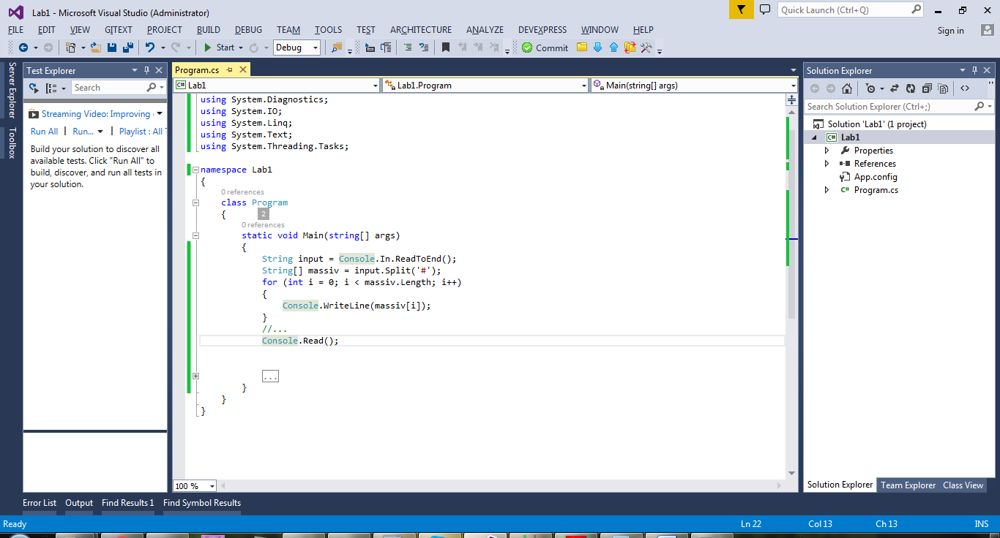 Lab1 - Microsoft Visual Studio (Administrator)
Quick Launch (Ctrl+Q)
FILE EDIT VIEW GITEXT PROJECT BUILD DEBUG TEAM TOOLS TEST ARCHITECTURE ANALYZE DEVEXPRESS WINDOW HELP
Sign in
Start Debug Commit
Server Explorer
Toolbox
Test Explorer
Search
Streaming Video: Improving
Run All | Run... | Playlist : All T
Build your solution to discover all
available tests. Click "Run All" to
build, discover, and run all tests in
your solution.
Program.cs
C# Lab1
Lab1.Program
Main(string[] args)
using System.Diagnostics;
using System.IO;
using System.Linq;
using System.Text;
using System.Threading.Tasks;
namespace Lab1
{
0 references
class Program
{
2
0 references
static void Main(string[] args)
{
String input = Console.In.ReadToEnd();
String[] massiv = input.Split('#');
for (int i = 0; i < massiv.Length; i++)
{
Console.WriteLine(massiv[i]);
}
//...
Console.Read();
...
}
}
}
100 %
Solution Explorer
Search Solution Explorer (Ctrl+;)
Solution 'Lab1' (1 project)
C# Lab1
Properties
References
App.config
C# Program.cs
Solution Explorer Team Explorer Class View
Error List Output Find Results 1 Find Symbol Results
Ready
Ln 22 Col 13 Ch 13 INS